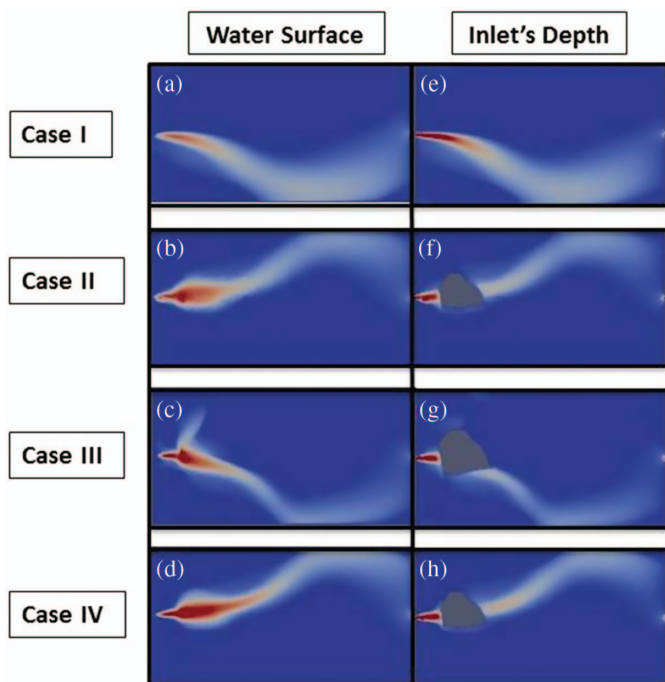 Water Surface
Inlet's Depth
Case I
(a)
(e)
Case II
(b)
(f)
Case III
(c)
(g)
Case IV
(d)
(h)